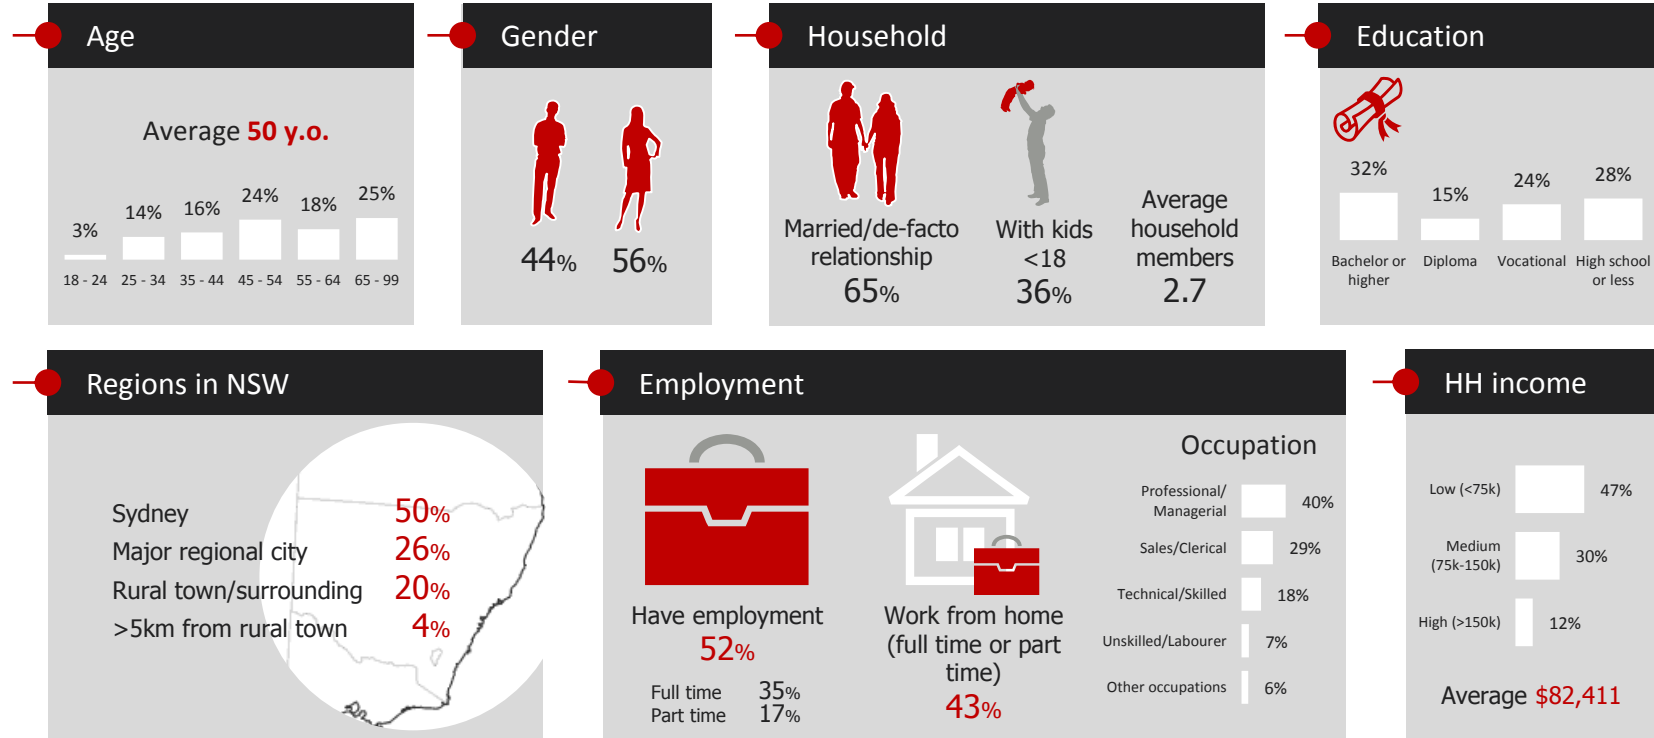 Age
Average 50 y.o.
3%
14%
16%
24%
18%
25%
18 - 24
25 - 34
35 - 44
45 - 54
55 - 64
65 - 99
Gender
44%
56%
Household
Married/de-facto
relationship
65%
With kids
<18
36%
Average
household
members
2.7
Education
32%
15%
24%
28%
Bachelor or
higher
Diploma
Vocational
High school
or less
Regions in NSW
Sydney 50%
Major regional city 26%
Rural town/surrounding 20%
>5km from rural town 4%
Employment
Have employment
52%
Full time 35%
Part time 17%
Work from home
(full time or part
time)
43%
Occupation
Professional/
Managerial
40%
Sales/Clerical 29%
Technical/Skilled 18%
Unskilled/Labourer 7%
Other occupations 6%
HH income
Low (<75k) 47%
Medium
(75k-150k)
30%
High (>150k) 12%
Average $82,411